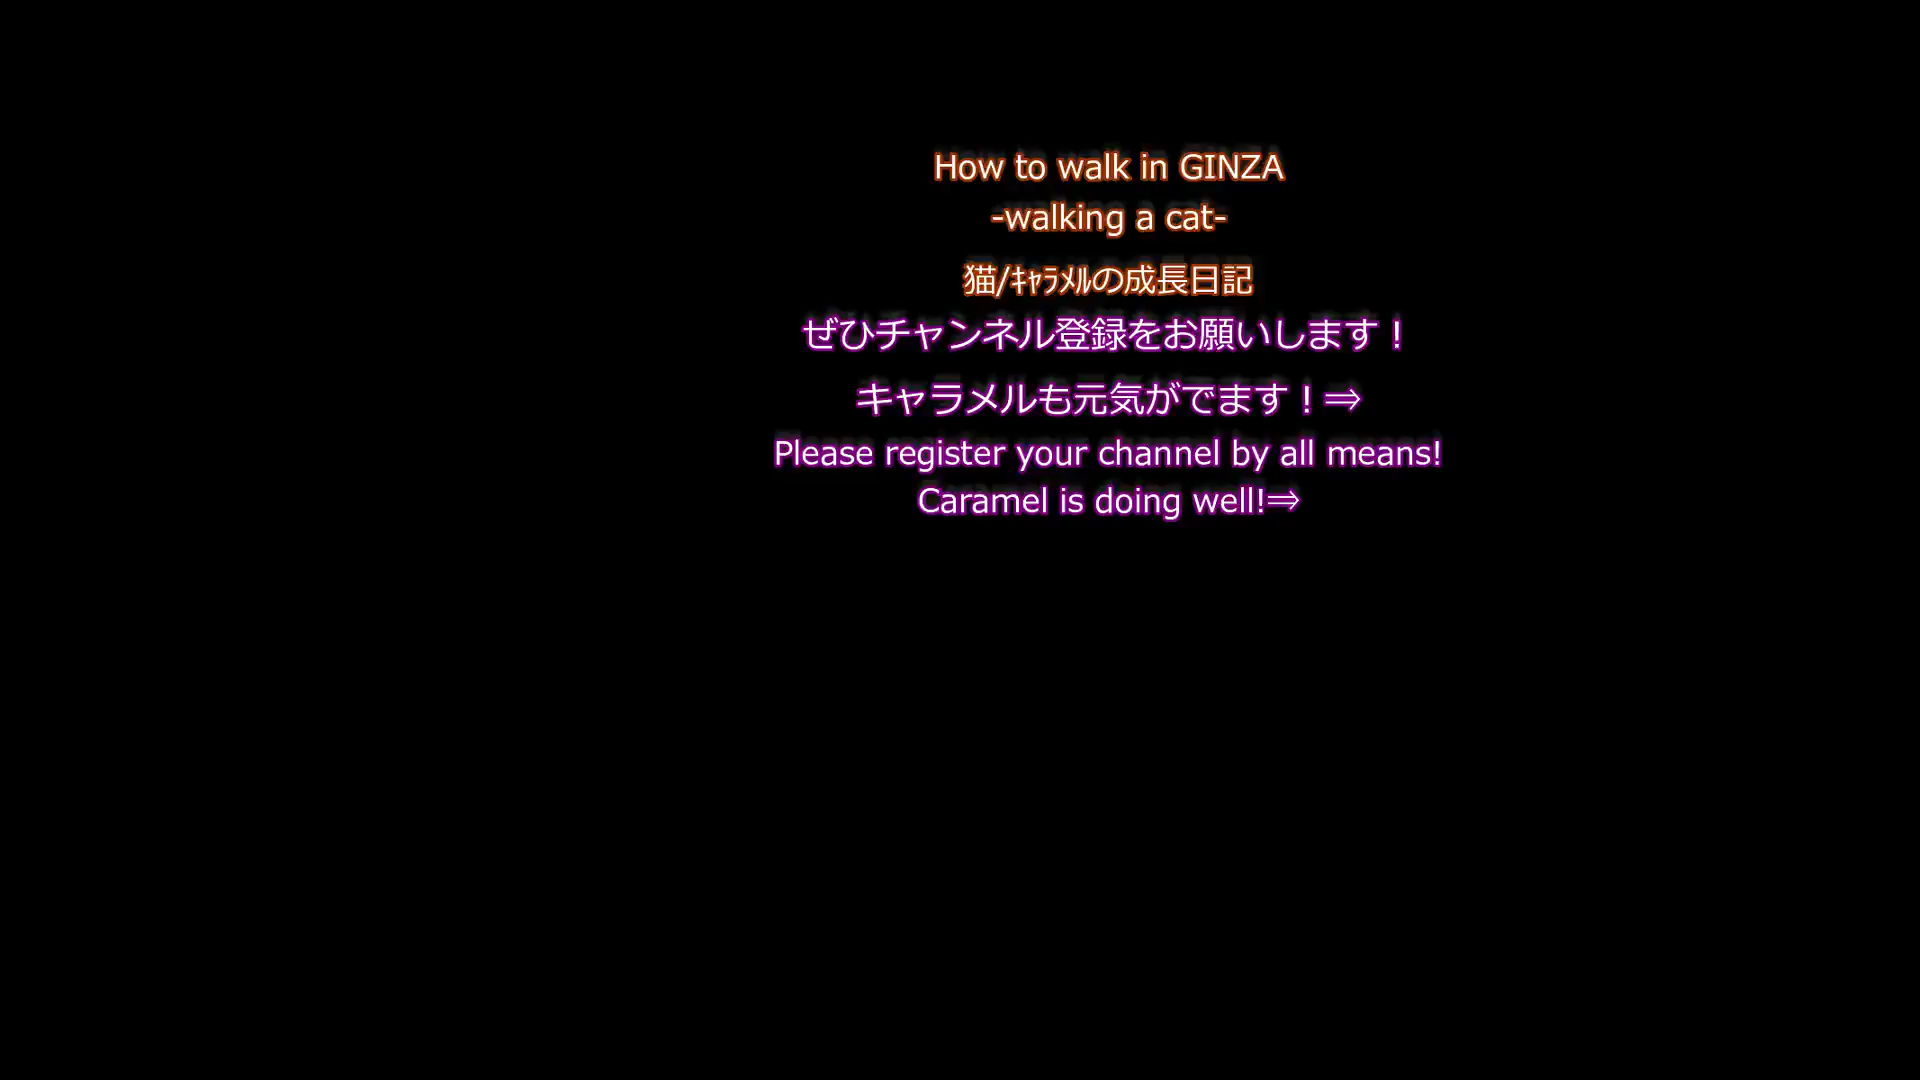 How to walk in GINZA
-walking a cat-
猫/ｷｬﾗﾒﾙの成長日記
ぜひチャンネル登録をお願いします！
キャラメルも元気がでます！⇒
Please register your channel by all means!
Caramel is doing well!⇒